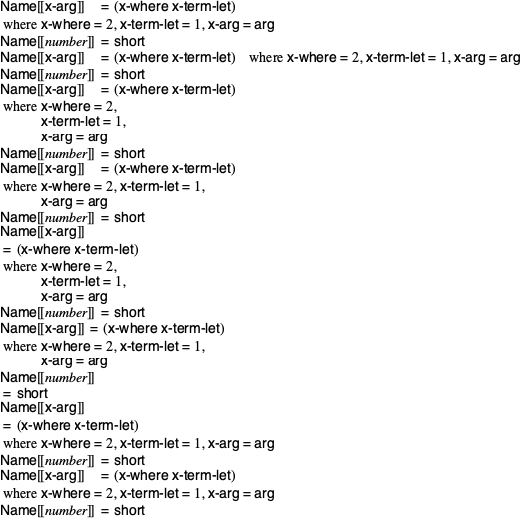 Name⟦x-arg⟧ = (x-where x-term-let)
where x-where = 2, x-term-let = 1, x-arg = arg
Name⟦number⟧ = short
Name⟦x-arg⟧ = (x-where x-term-let) where x-where = 2, x-term-let = 1, x-arg = arg
Name⟦number⟧ = short
Name⟦x-arg⟧ = (x-where x-term-let)
where x-where = 2,
x-term-let = 1,
x-arg = arg
Name⟦number⟧ = short
Name⟦x-arg⟧ = (x-where x-term-let)
where x-where = 2, x-term-let = 1,
x-arg = arg
Name⟦number⟧ = short
Name⟦x-arg⟧
= (x-where x-term-let)
where x-where = 2,
x-term-let = 1,
x-arg = arg
Name⟦number⟧ = short
Name⟦x-arg⟧ = (x-where x-term-let)
where x-where = 2, x-term-let = 1,
x-arg = arg
Name⟦number⟧
= short
Name⟦x-arg⟧
= (x-where x-term-let)
where x-where = 2, x-term-let = 1, x-arg = arg
Name⟦number⟧ = short
Name⟦x-arg⟧ = (x-where x-term-let)
where x-where = 2, x-term-let = 1, x-arg = arg
Name⟦number⟧ = short